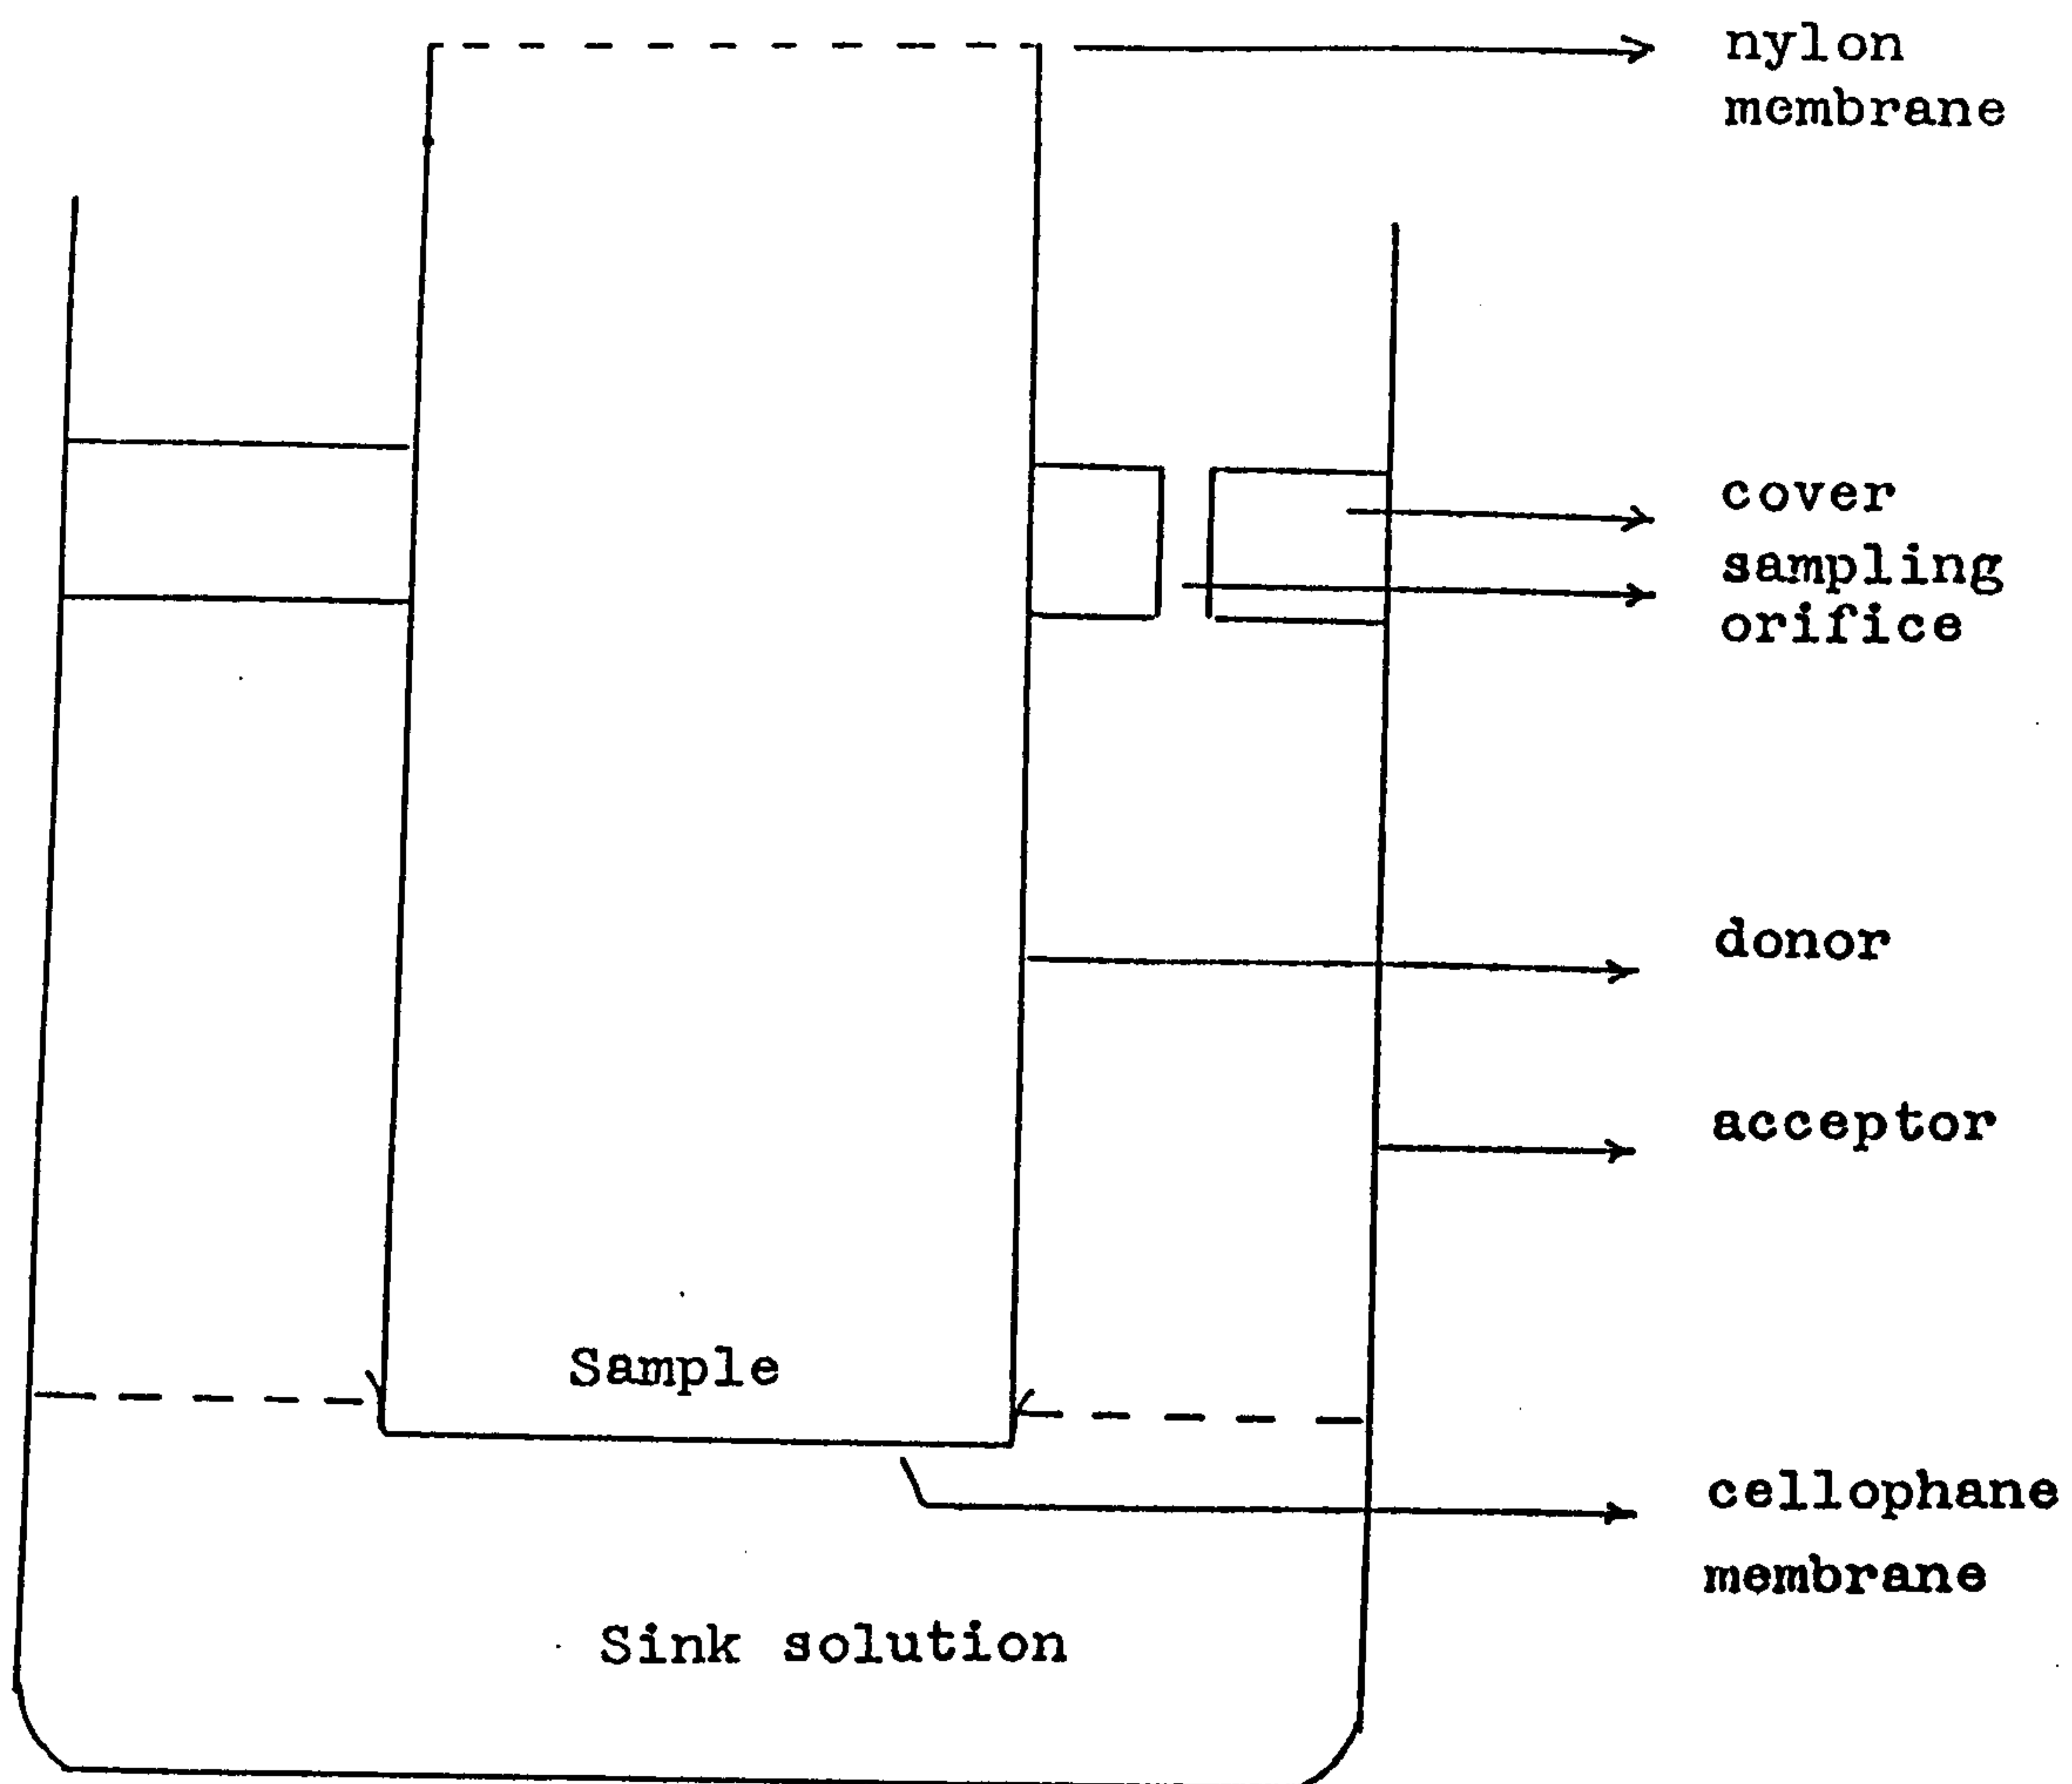 nylon
membrane
cover
sampling
orifice
donor
acceptor
Sample
cellophane
membrane
Sink solution